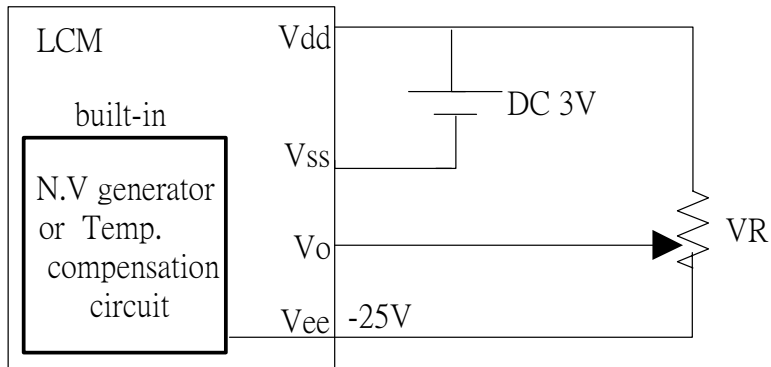 LCM
Vdd
DC 3V
built-in
Vss
N.V generator
or Temp.
compensation
circuit
Vo
VR
Vee
-25V